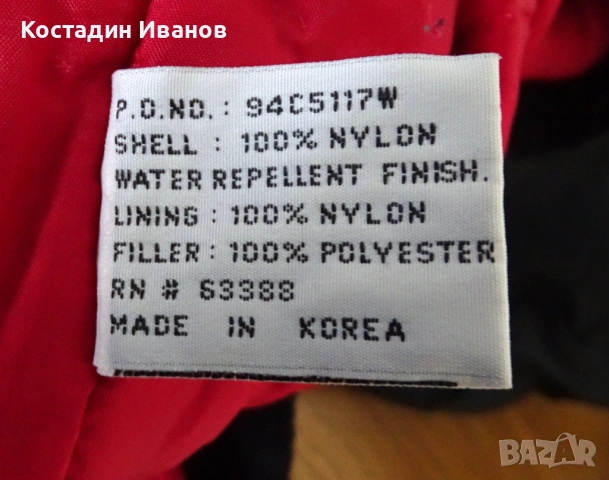 Костадин Иванов
P.O.NO.: 94C5117W
SHELL : 100% NYLON
WATER REPELLENT FINISH.
LINING : 100% NYLON
FILLER : 100% POLYESTER
RN # 63388
MADE IN KOREA
BAZAR